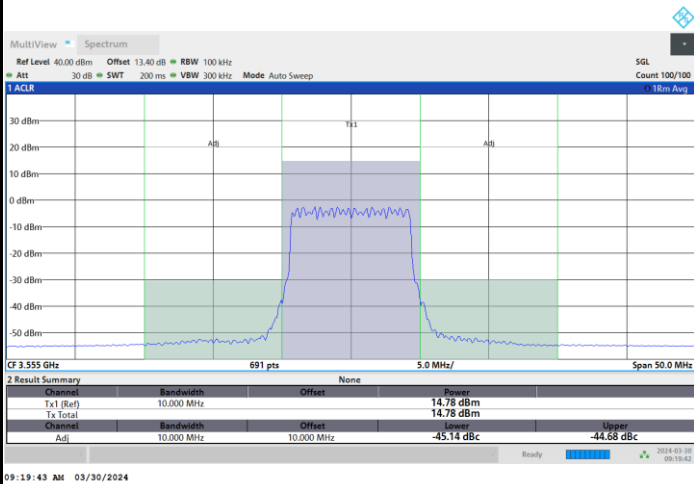 MultiView Spectrum
Ref Level 40.00 dBm Offset 13.40 dB RBW 100 kHz SGL
Att 30 dB SWT 200 ms VBW 300 kHz Mode Auto Sweep Count 100/100
1 ACLR 1Rm Avg
30 dBm
Tx1
20 dBm
Adj Adj
10 dBm
0 dBm
-10 dBm
-20 dBm
-30 dBm
-40 dBm
-50 dBm
CF 3.555 GHz 691 pts 5.0 MHz/ Span 50.0 MHz
2 Result Summary None
Channel Bandwidth Offset Power
Tx1 (Ref) 10.000 MHz 14.78 dBm
Tx Total 14.78 dBm
Channel Bandwidth Offset Lower Upper
Adj 10.000 MHz 10.000 MHz -45.14 dBc -44.68 dBc
Ready 2024-03-30
09:19:42
09:19:43 AM 03/30/2024